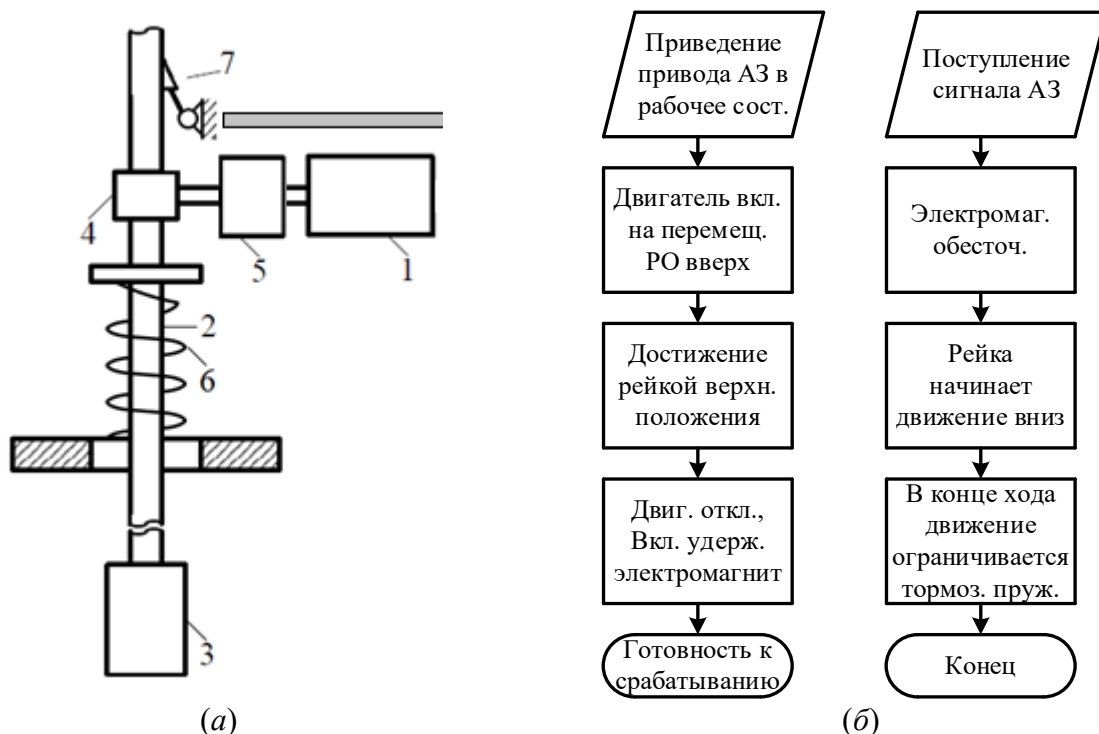 7
4
5
1
2
6
3
(а)
Приведение
привода АЗ в
рабочее сост.
Двигатель вкл.
на перемещ.
РО вверх
Достижение
рейкой верхн.
положения
Двиг. откл.,
Вкл. удерж.
электромагнит
Готовность к
срабатыванию
Поступление
сигнала АЗ
Электромаг.
обесточ.
Рейка
начинает
движение вниз
В конце хода
движение
ограничивается
тормоз. пруж.
Конец
(б)